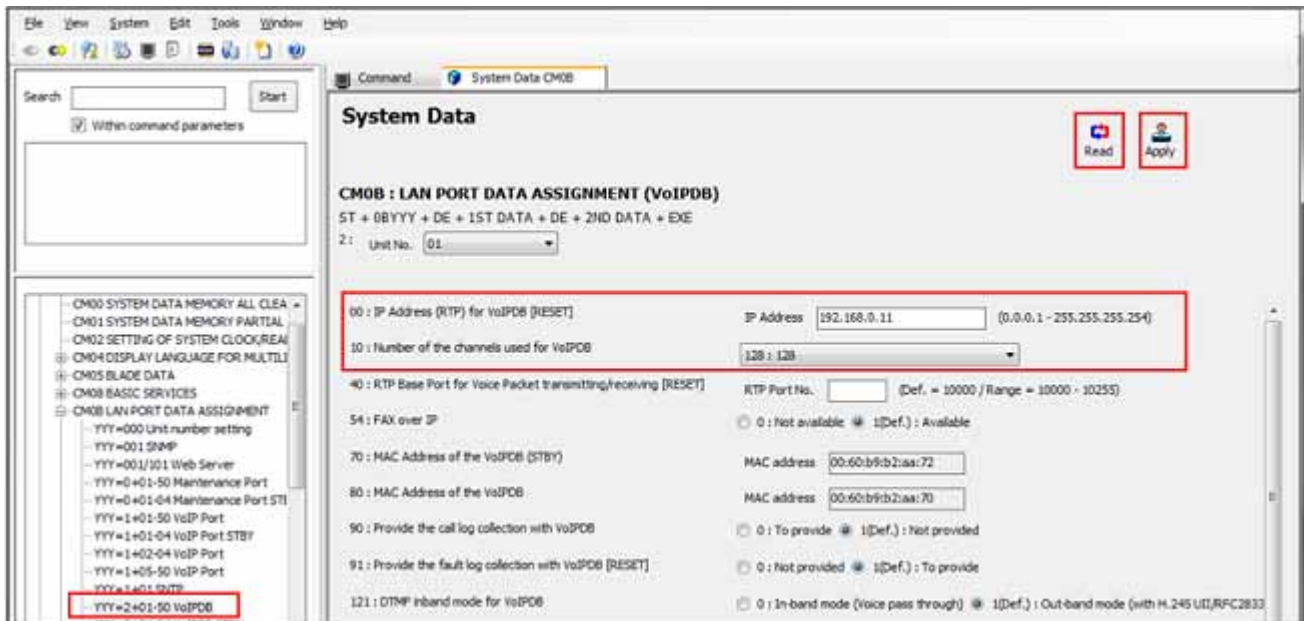 File View System Edit Tools Window Help
Command System Data CM0B
Search Start
Within command parameters
System Data
Read Apply
CM0B : LAN PORT DATA ASSIGNMENT (VoIPDB)
ST + 0BYYY + DE + 1ST DATA + DE + 2ND DATA + EXE
2 : Unit No. 01
CM00 SYSTEM DATA MEMORY ALL CLEA
CM01 SYSTEM DATA MEMORY PARTIAL
CM02 SETTING OF SYSTEM CLOCK/REA
CM04 DISPLAY LANGUAGE FOR MULTILI
CM05 BLADE DATA
CM08 BASIC SERVICES
CM0B LAN PORT DATA ASSIGNMENT
YYY=000 Unit number setting
YYY=001 SNMP
YYY=001/101 Web Server
YYY=0+01-50 Maintenance Port
YYY=0+01-04 Maintenance Port STB
YYY=1+01-50 VoIP Port
YYY=1+01-04 VoIP Port STBY
YYY=1+02-04 VoIP Port
YYY=1+05-50 VoIP Port
YYY=1+01 SNTP
YYY=2+01-50 VoIPDB
00 : IP Address (RTP) for VoIPDB [RESET] IP Address 192.168.0.11 (0.0.0.1 - 255.255.255.254)
10 : Number of the channels used for VoIPDB 128 : 128
40 : RTP Base Port for Voice Packet transmitting/receiving [RESET] RTP Port No. (Def. = 10000 / Range = 10000 - 10255)
54 : FAX over IP 0 : Not available 1(Def.) : Available
70 : MAC Address of the VoIPDB (STBY) MAC address 00:60:b9:b2:aa:72
80 : MAC Address of the VoIPDB MAC address 00:60:b9:b2:aa:70
90 : Provide the call log collection with VoIPDB 0 : To provide 1(Def.) : Not provided
91 : Provide the fault log collection with VoIPDB [RESET] 0 : Not provided 1(Def.) : To provide
121 : DTMF inband mode for VoIPDB 0 : In-band mode (Voice pass through) 1(Def.) : Out-band mode (with H.245 UII/RFC2833